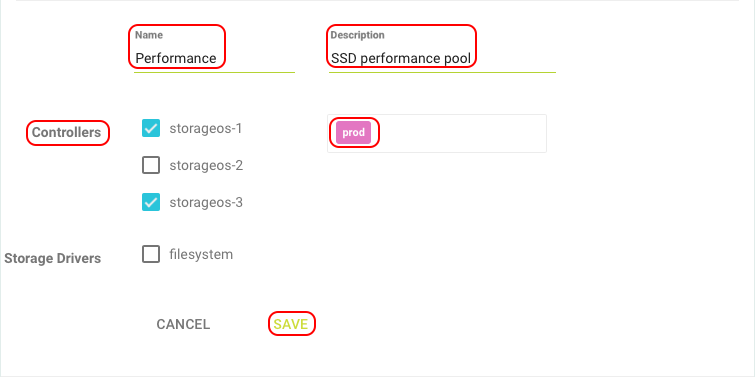 Name
Description
Performance
SSD performance pool
Controllers
storageos-1
prod
storageos-2
storageos-3
Storage Drivers
filesystem
CANCEL
SAVE